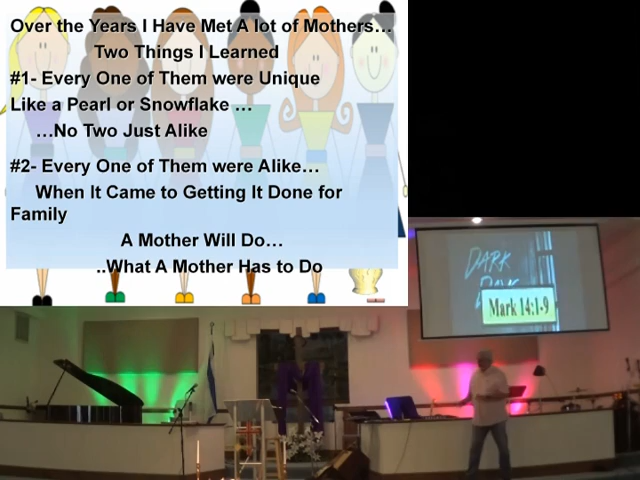 Over the Years I Have Met A lot of Mothers…
Two Things I Learned
#1- Every One of Them were Unique
Like a Pearl or Snowflake …
…No Two Just Alike
#2- Every One of Them were Alike…
When It Came to Getting It Done for
Family
A Mother Will Do…
..What A Mother Has to Do
DARK
Mark 14:1-9